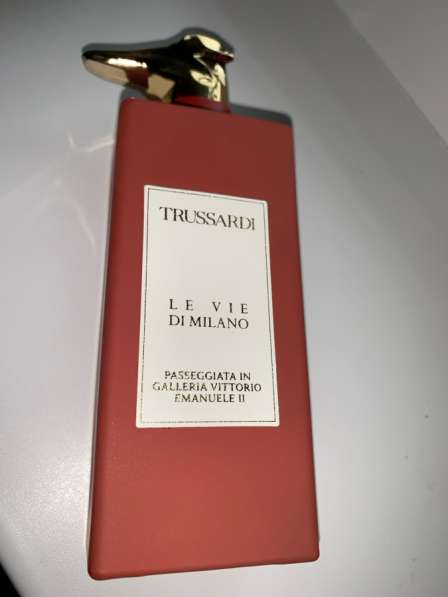 TRUSSARDI
LE VIE
DI MILANO
PASSEGGIATA IN
GALLERIA VITTORIO
EMANUELE II